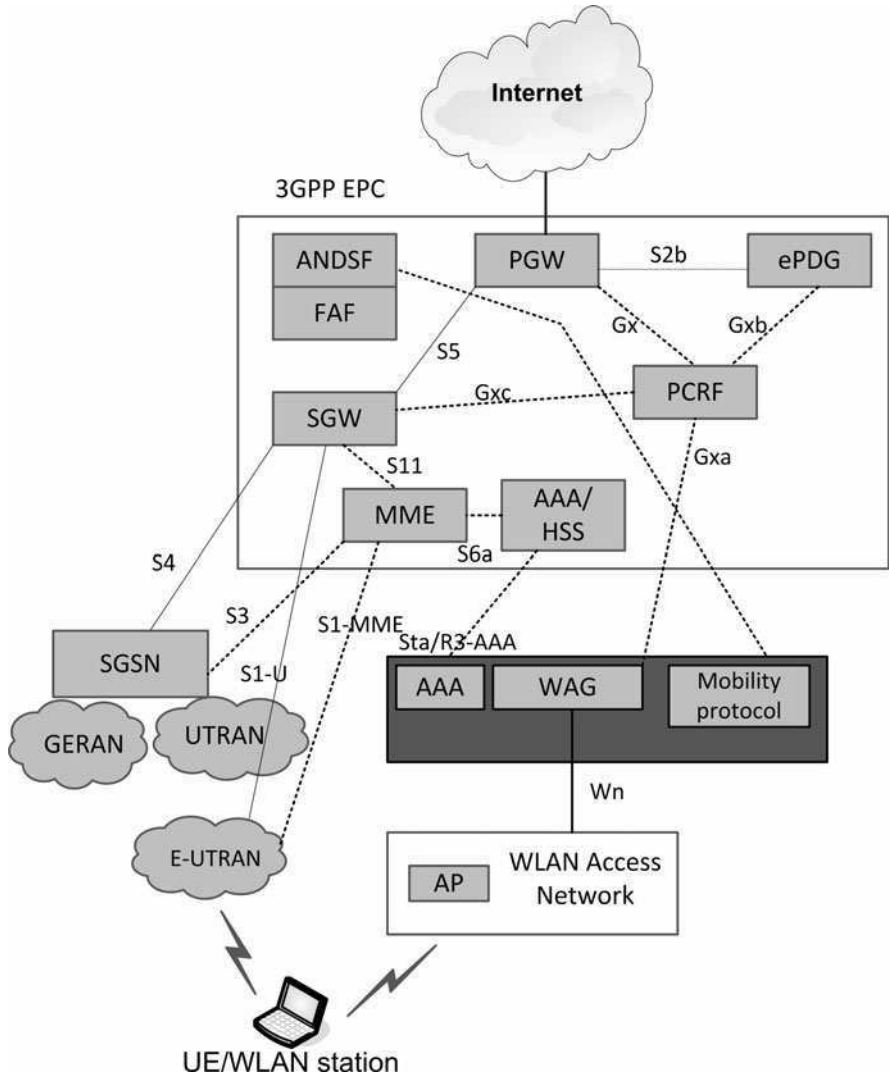 Internet
3GPP EPC
ANDSF
FAF
PGW
S2b
ePDG
Gx
Gxb
S5
PCRF
Gxc
SGW
Gxa
S11
MME
AAA/
HSS
S6a
S4
S3
S1-MME
Sta/R3-AAA
SGSN
S1-U
AAA
WAG
Mobility
protocol
GERAN
UTRAN
Wn
E-UTRAN
AP
WLAN Access
Network
UE/WLAN station